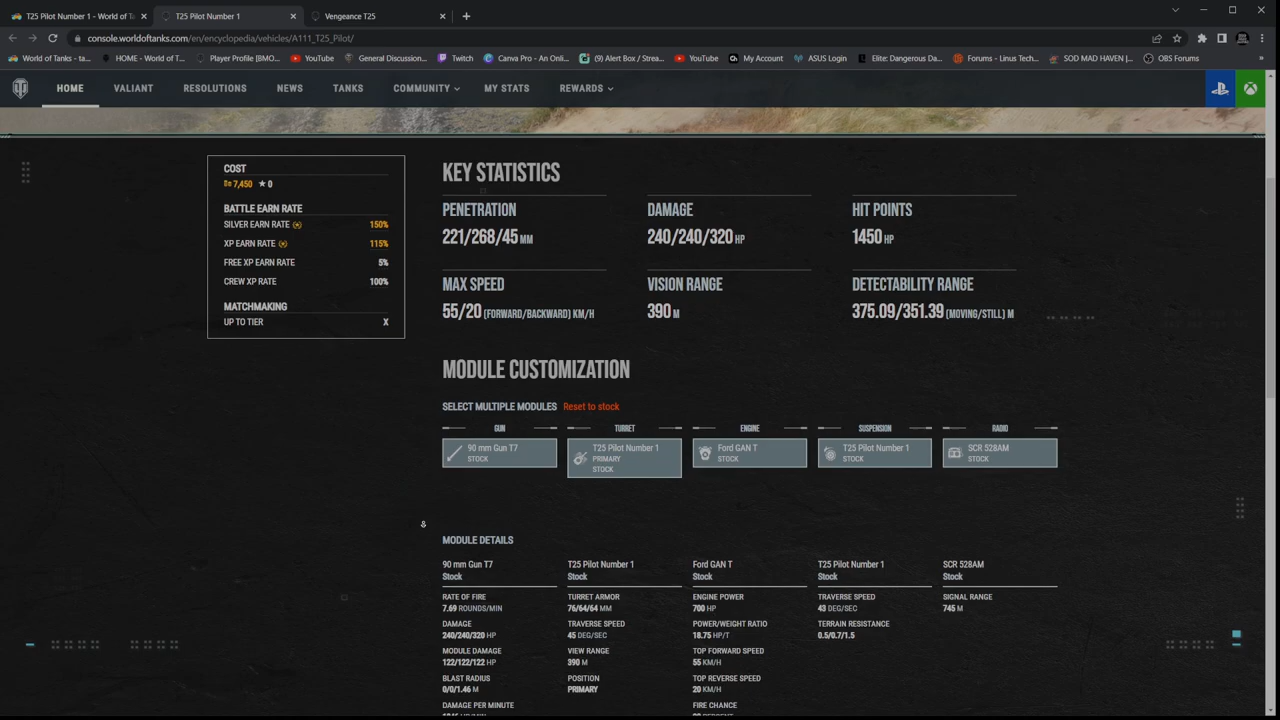 T25 Pilot Number 1 - World of Ta
T25 Pilot Number 1
Vengeance T25
console.worldoftanks.com/en/encyclopedia/vehicles/A111_T25_Pilot/
World of Tanks - ta...
HOME - World of T...
Player Profile [BMO...
YouTube
General Discussion...
Twitch
Canva Pro - An Onli...
(9) Alert Box / Strea...
YouTube
My Account
ASUS Login
Elite: Dangerous Da...
Forums - Linus Tech...
SOD MAD HAVEN |...
OBS Forums
»
HOME
VALIANT
RESOLUTIONS
NEWS
TANKS
COMMUNITY
MY STATS
REWARDS
COST
7,450 ★ 0
BATTLE EARN RATE
SILVER EARN RATE 150%
XP EARN RATE 115%
FREE XP EARN RATE 5%
CREW XP RATE 100%
MATCHMAKING
UP TO TIER X
KEY STATISTICS
PENETRATION
221/268/45 MM
DAMAGE
240/240/320 HP
HIT POINTS
1450 HP
MAX SPEED
55/20 (FORWARD/BACKWARD) KM/H
VISION RANGE
390 M
DETECTABILITY RANGE
375.09/351.39 (MOVING/STILL) M
MODULE CUSTOMIZATION
SELECT MULTIPLE MODULES Reset to stock
GUN
90 mm Gun T7
STOCK
TURRET
T25 Pilot Number 1
PRIMARY
STOCK
ENGINE
Ford GAN T
STOCK
SUSPENSION
T25 Pilot Number 1
STOCK
RADIO
SCR 528AM
STOCK
MODULE DETAILS
90 mm Gun T7
Stock
RATE OF FIRE
7.69 ROUNDS/MIN
DAMAGE
240/240/320 HP
MODULE DAMAGE
122/122/122 HP
BLAST RADIUS
0/0/1.46 M
DAMAGE PER MINUTE
T25 Pilot Number 1
Stock
TURRET ARMOR
76/64/64 MM
TRAVERSE SPEED
45 DEG/SEC
VIEW RANGE
390 M
POSITION
PRIMARY
Ford GAN T
Stock
ENGINE POWER
700 HP
POWER/WEIGHT RATIO
18.75 HP/T
TOP FORWARD SPEED
55 KM/H
TOP REVERSE SPEED
20 KM/H
FIRE CHANCE
T25 Pilot Number 1
Stock
TRAVERSE SPEED
43 DEG/SEC
TERRAIN RESISTANCE
0.5/0.7/1.5
SCR 528AM
Stock
SIGNAL RANGE
745 M